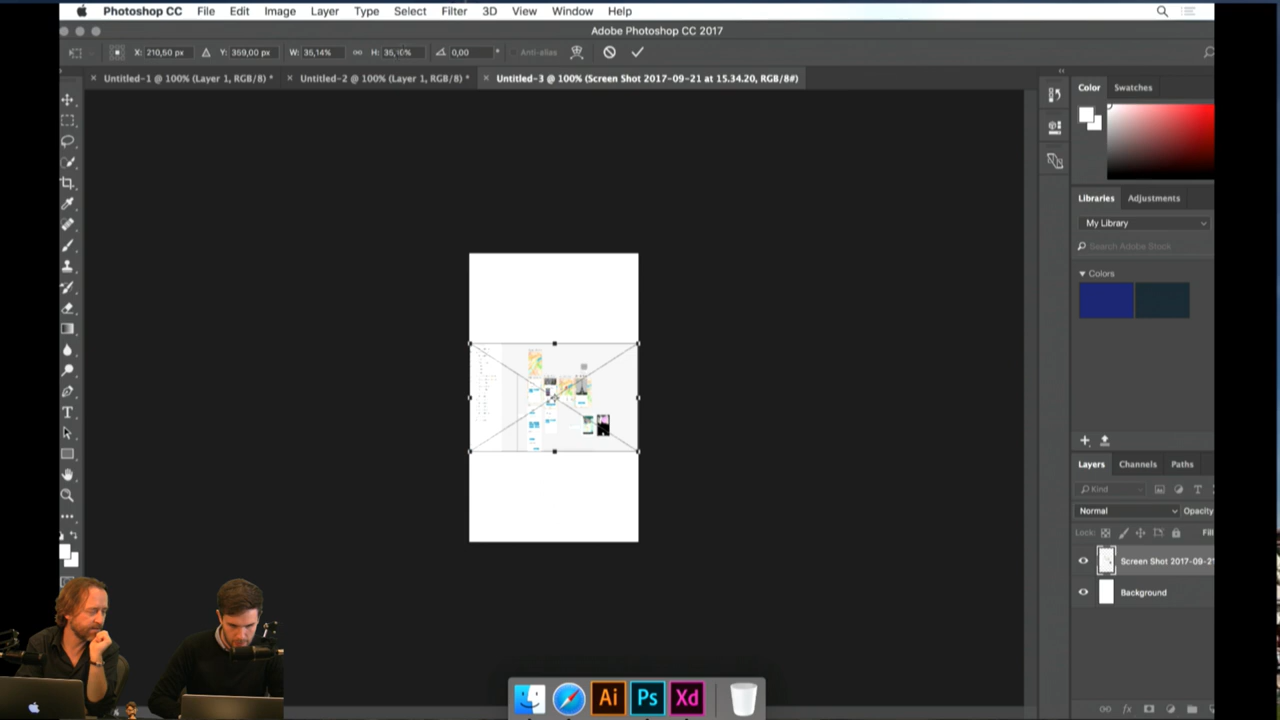 Photoshop CC File Edit Image Layer Type Select Filter 3D View Window Help
Adobe Photoshop CC 2017
X: 210,50 px Y: 359,00 px W: 35,14% H: 35,10% 0,00 ° Anti-alias
× Untitled-1 @ 100% (Layer 1, RGB/8) * × Untitled-2 @ 100% (Layer 1, RGB/8) * × Untitled-3 @ 100% (Screen Shot 2017-09-21 at 15.34.20, RGB/8#)
Color Swatches
Libraries Adjustments
My Library
Search Adobe Stock
Colors
Layers Channels Paths
Kind
Normal Opacity
Lock: Fill
Screen Shot 2017-09-21
Background
fx
Ai Ps Xd